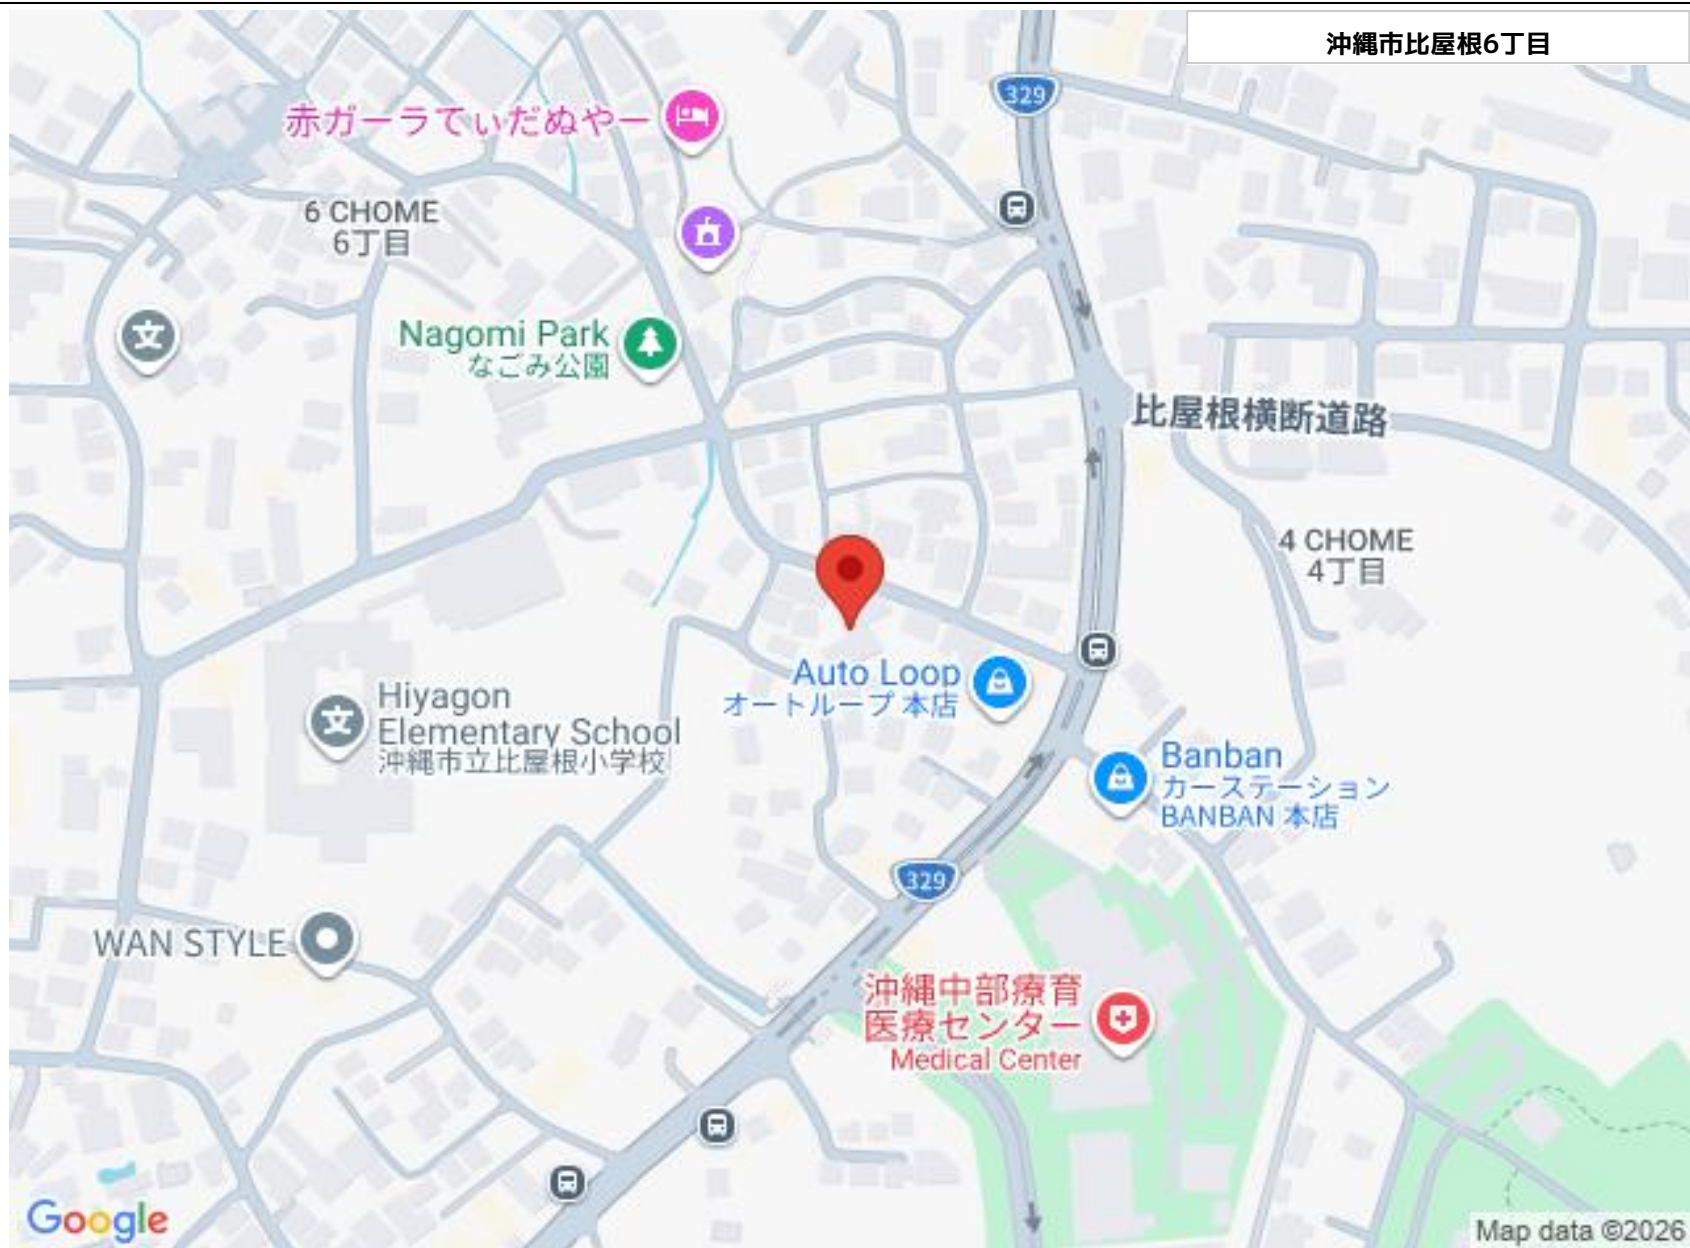 沖縄市比屋根6丁目
329
赤ガーラてぃだぬやー
6 CHOME
6丁目
Nagomi Park
なごみ公園
比屋根横断道路
4 CHOME
4丁目
Auto Loop
オートループ 本店
Hiyagon
Elementary School
沖縄市立比屋根小学校
Banban
カーステーション
BANBAN 本店
329
WAN STYLE
沖縄中部療育
医療センター
Medical Center
文
文
Google
Map data ©2026